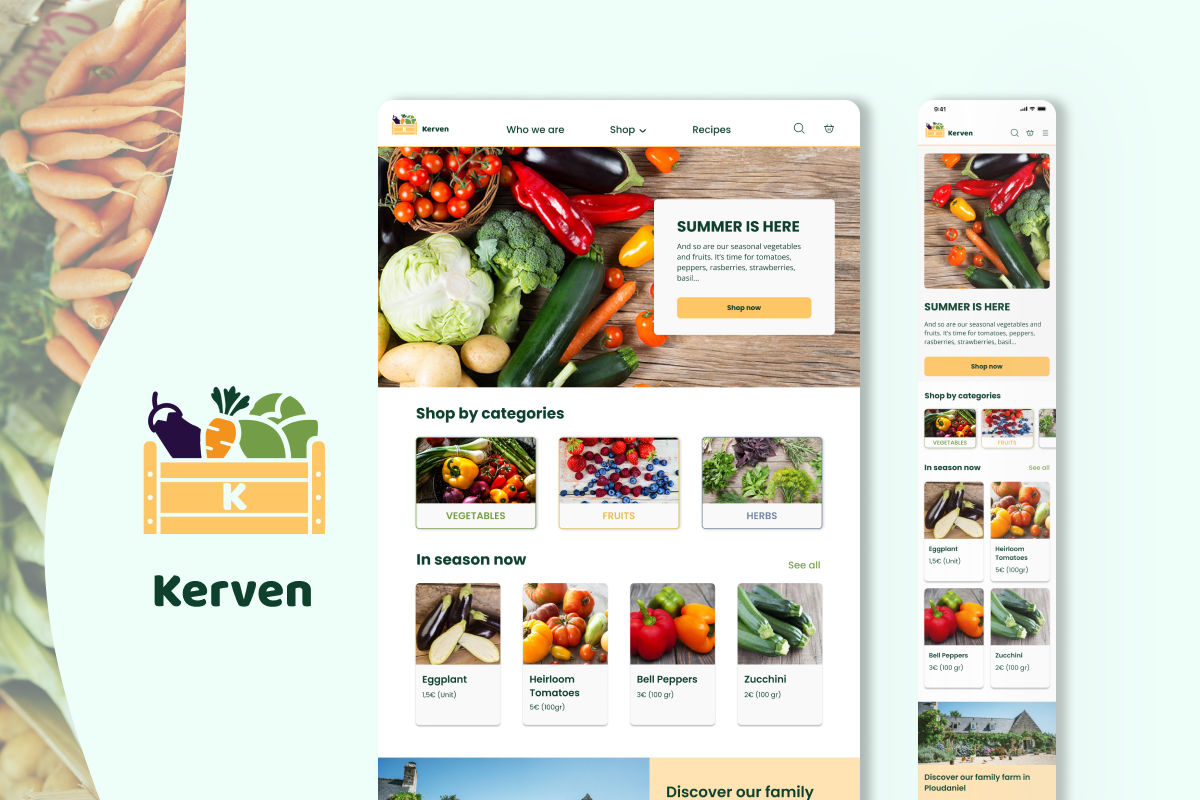 K
Kerven
Kerven
Who we are
Shop
Recipes
SUMMER IS HERE
And so are our seasonal vegetables
and fruits. It's time for tomatoes,
peppers, rasberries, strawberries,
basil...
Shop now
Shop by categories
VEGETABLES
FRUITS
HERBS
In season now
See all
Eggplant
1,5€ (Unit)
Heirloom
Tomatoes
5€ (100gr)
Bell Peppers
3€ (100 gr)
Zucchini
2€ (100 gr)
Discover our family
9:41
Kerven
SUMMER IS HERE
And so are our seasonal vegetables and
fruits. It's time for tomatoes, peppers,
rasberries, strawberries, basil...
Shop now
Shop by categories
VEGETABLES
FRUITS
In season now
See all
Eggplant
1,5€ (Unit)
Heirloom
Tomatoes
5€ (100gr)
Bell Peppers
3€ (100 gr)
Zucchini
2€ (100 gr)
Discover our family farm in
Ploudaniel